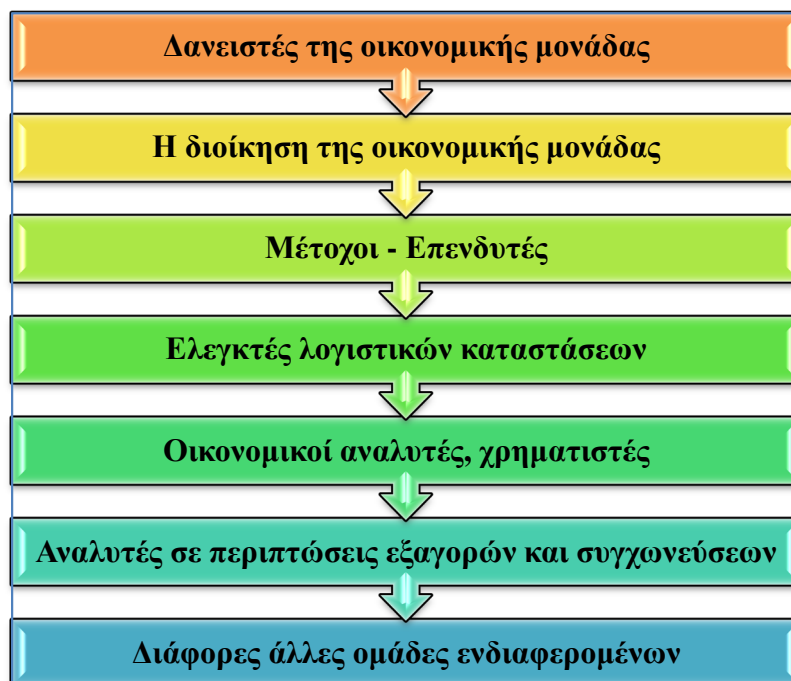 Δανειστές της οικονομικής μονάδας
Η διοίκηση της οικονομικής μονάδας
Μέτοχοι - Επενδυτές
Ελεγκτές λογιστικών καταστάσεων
Οικονομικοί αναλυτές, χρηματιστές
Αναλυτές σε περιπτώσεις εξαγορών και συγχωνεύσεων
Διάφορες άλλες ομάδες ενδιαφερομένων